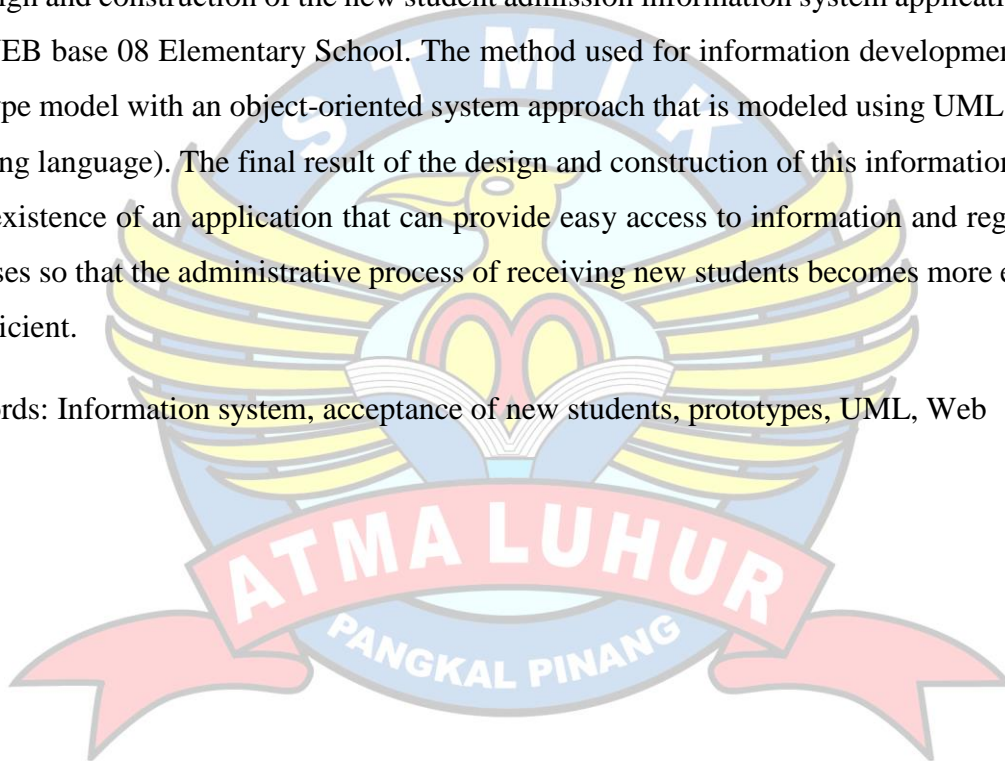 ign and construction of the new student admission information system applicati
EB base 08 Elementary School. The method used for information developmen
ype model with an object-oriented system approach that is modeled using UML
ng language). The final result of the design and construction of this information
existence of an application that can provide easy access to information and reg
ses so that the administrative process of receiving new students becomes more e
icient.
rds: Information system, acceptance of new students, prototypes, UML, Web
STMIK
ATMA LUHUR
PANGKAL PINANG